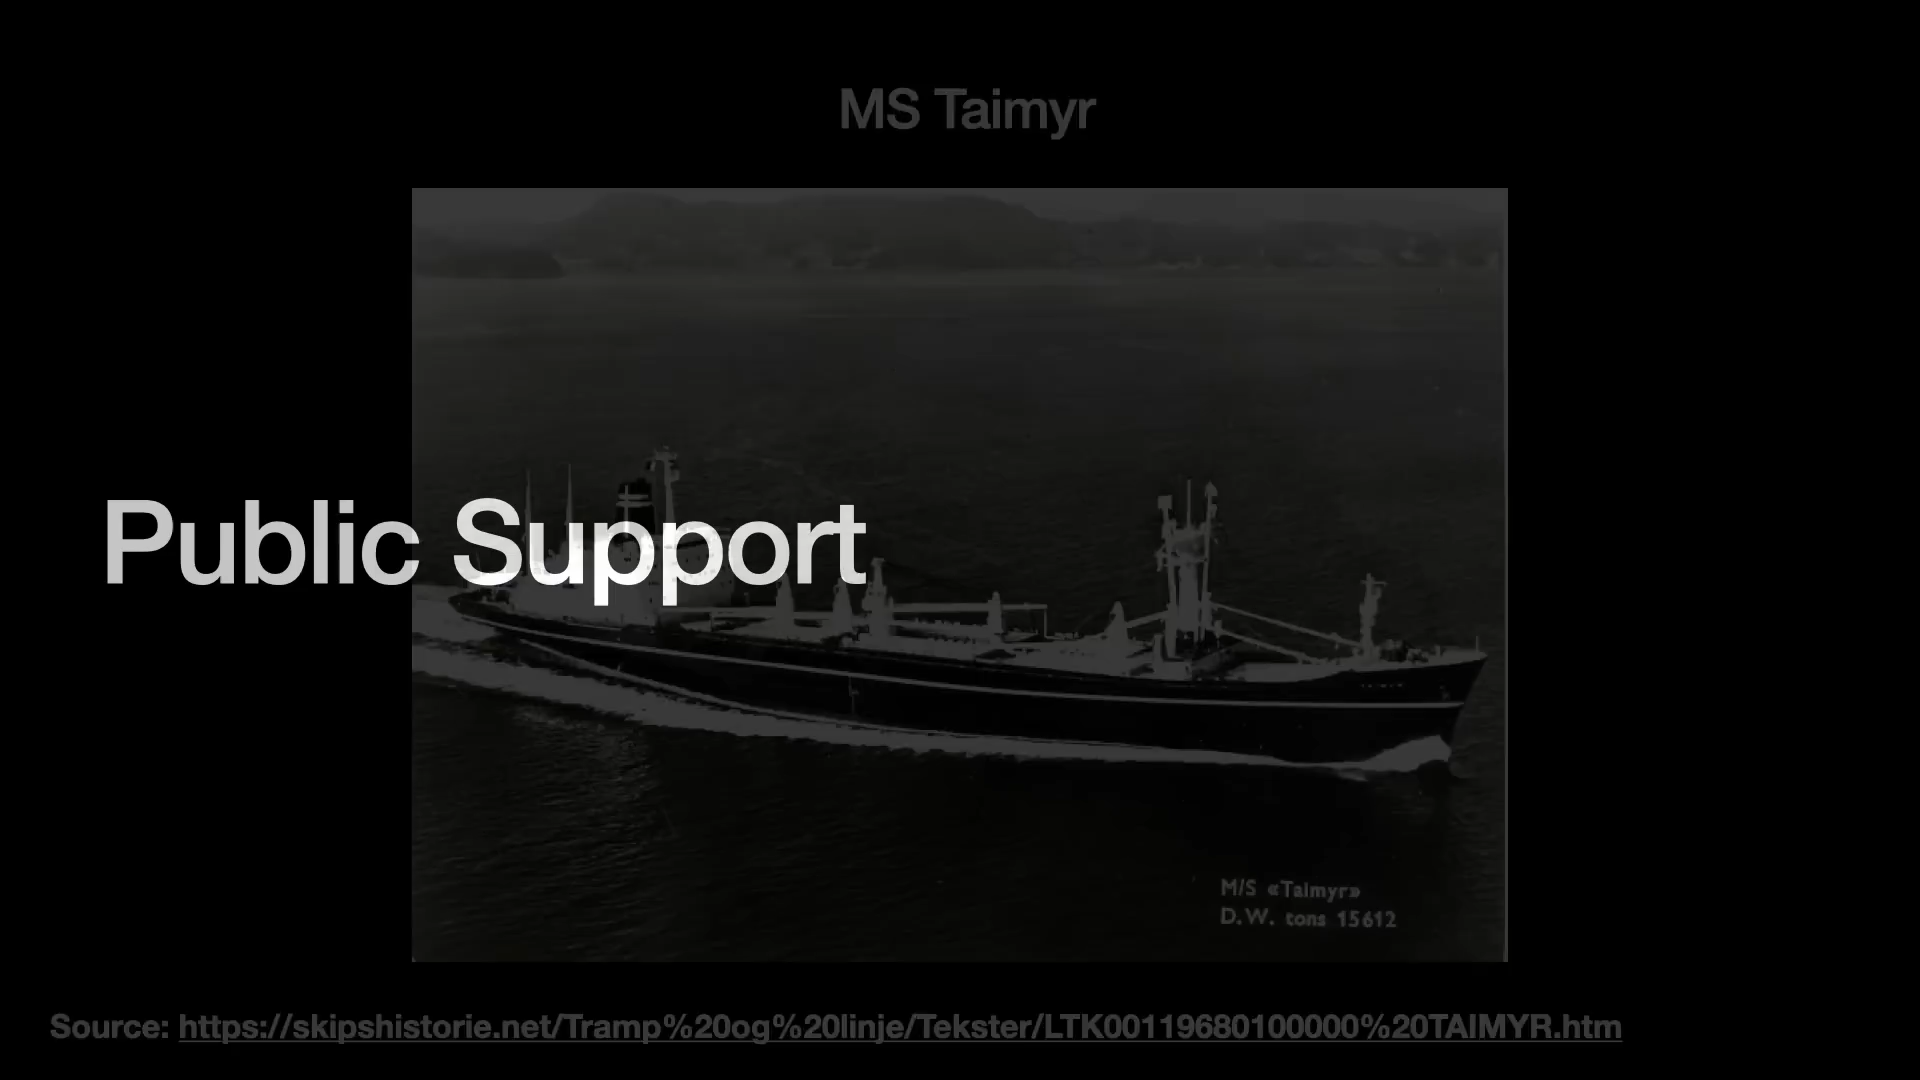 MS Taimyr
Public Support
M/S «Taimyr»
D.W. tons 15612
Source: https://skipshistorie.net/Tramp%20og%20linje/Tekster/LTK00119680100000%20TAIMYR.htm